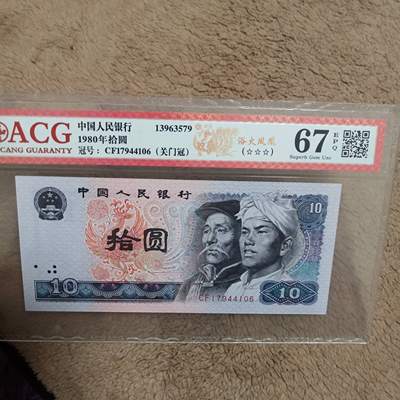 ACG
CANG GUARANTY
中国人民银行 13963579
1980年拾圆
冠号：CF17944106 (关门冠)
浴火凤凰
(☆☆☆)
67 EPQ
Superb Gem Unc
中国人民银行
10
拾圆
10
10
CF17944106